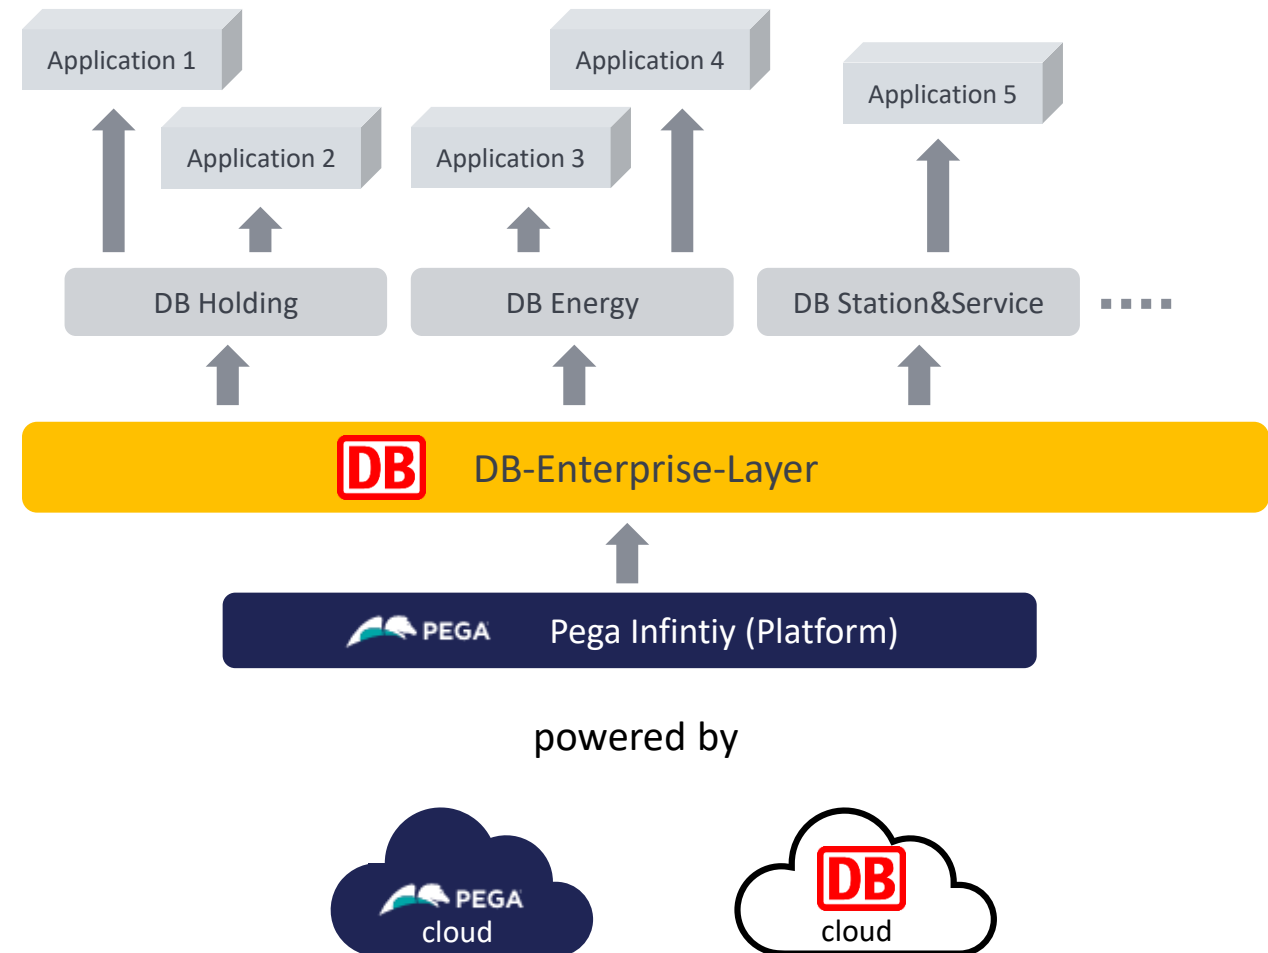 Application 1
Application 4
Application 5
Application 2
Application 3
DB Holding
DB Energy
DB Station&Service
DB
DB-Enterprise-Layer
PEGA
Pega Infintiy (Platform)
powered by
PEGA
cloud
DB
cloud